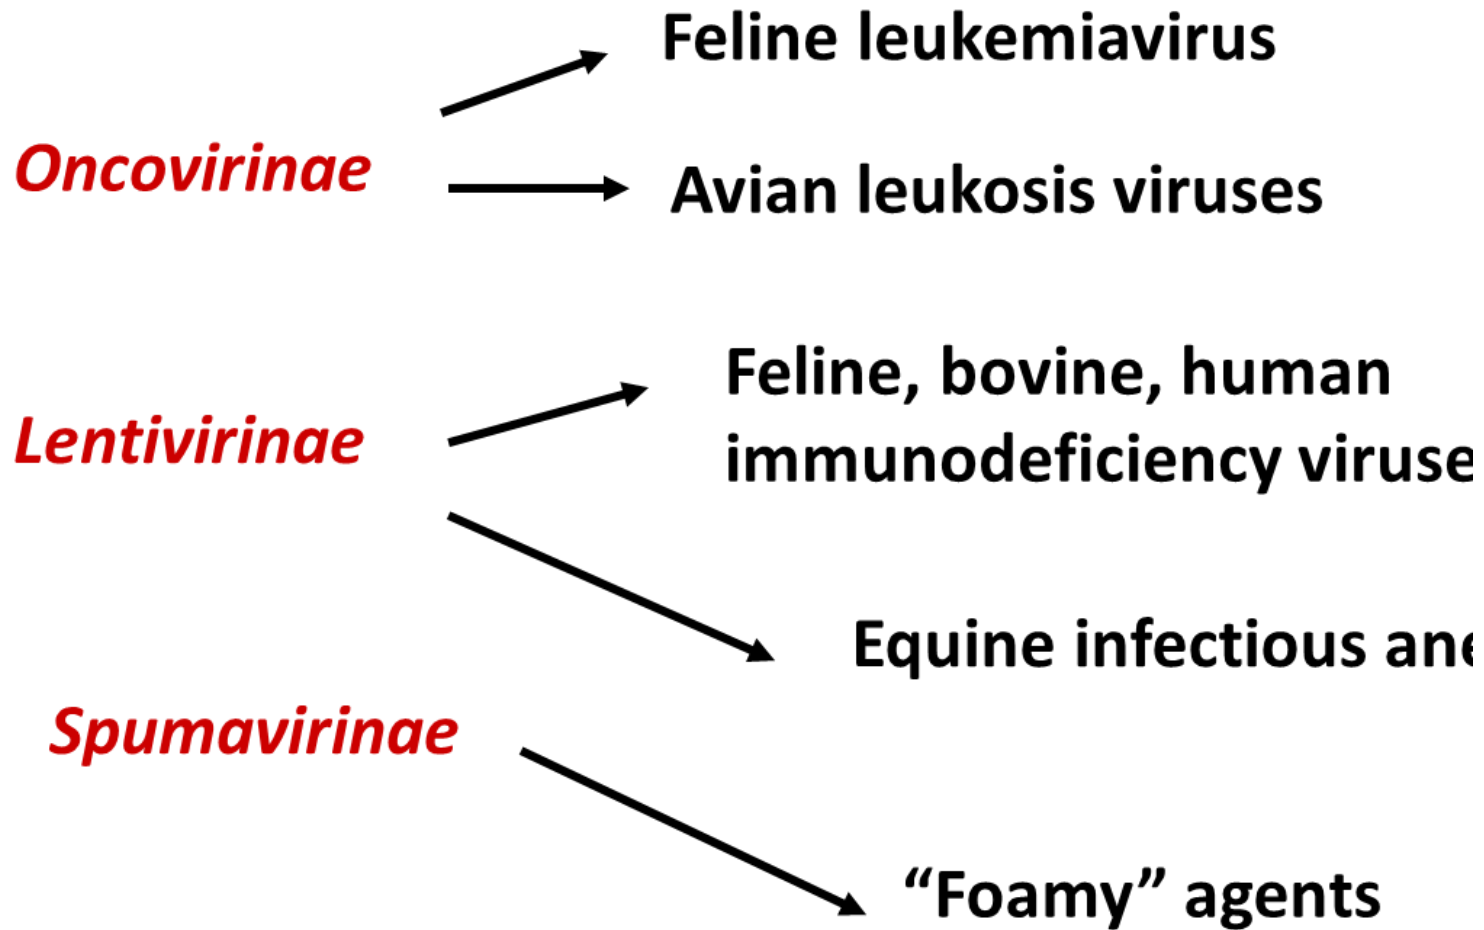 Feline leukemiavirus
Oncovirinae
Avian leukosis viruses
Feline, bovine, human
Lentivirinae
immunodeficiency viruse
Equine infectious ane
Spumavirinae
“Foamy” agents